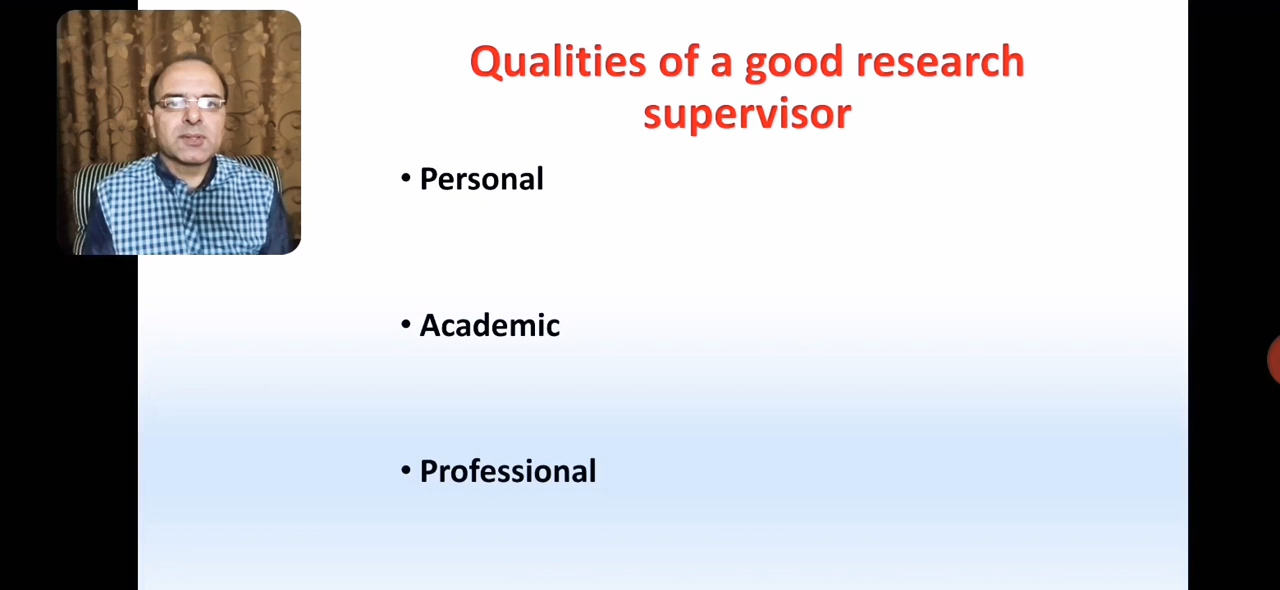 Qualities of a good research
supervisor
• Personal
• Academic
• Professional